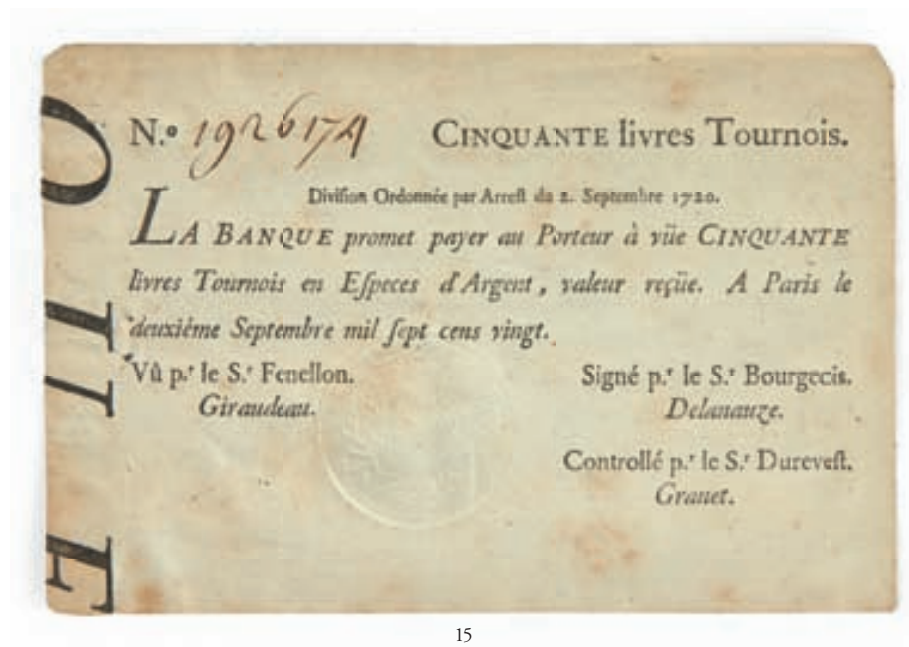 N.º 1926174 CINQUANTE livres Tournois.
Division Ordonnée par Arrest du 2. Septembre 1720.
LA BANQUE promet payer au Porteur à vüe CINQUANTE
livres Tournois en Eſpeces d'Argent, valeur reçüe. A Paris le
deuxiéme Septembre mil ſept cens vingt.
Vû p.r le S.r Fenellon. Signé p.r le S.r Bourgeois.
Giraudeau. Delanauze.
Controllé p.r le S.r Durevest.
Granet.
15